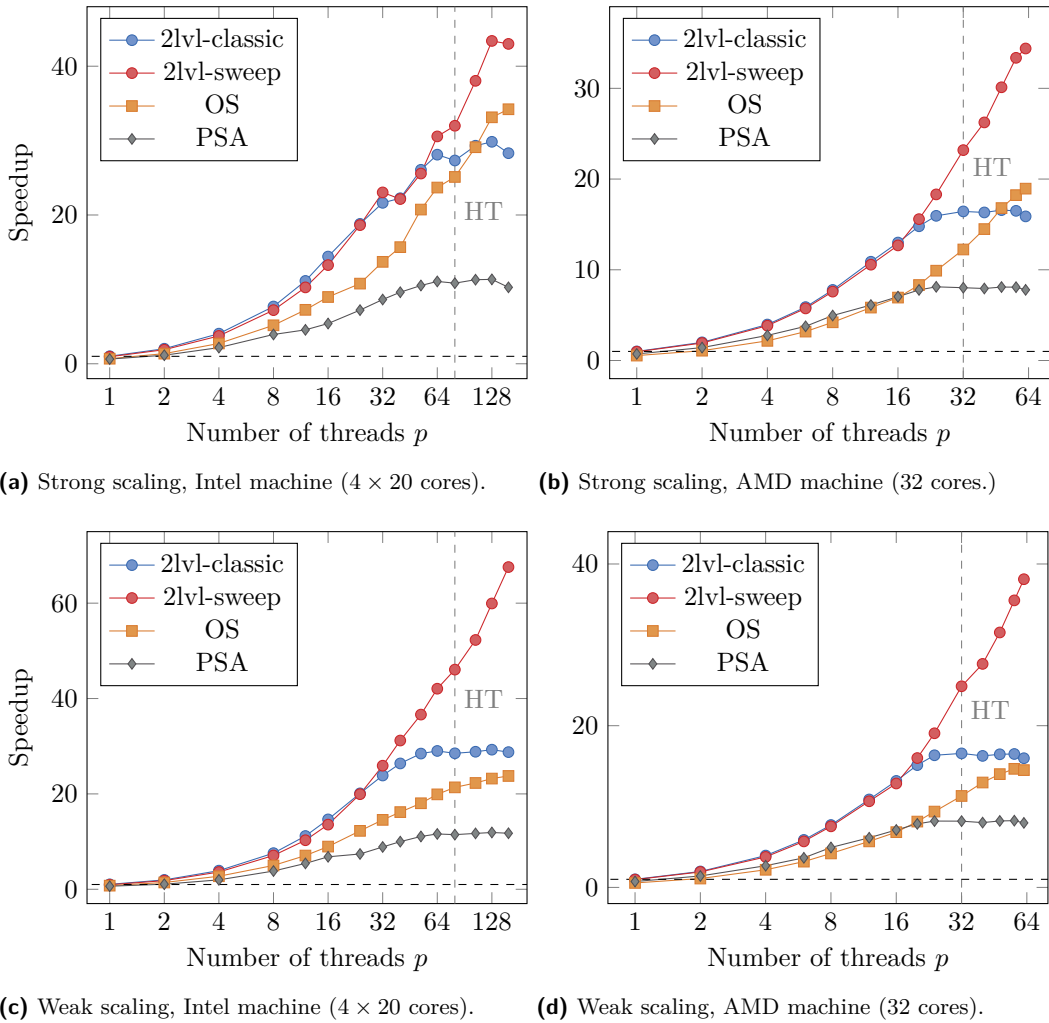 2lvl-classic
2lvl-sweep
OS
PSA
HT
Speedup
0
20
40
1 2 4 8 16 32 64 128
Number of threads p
(a) Strong scaling, Intel machine (4 × 20 cores).
2lvl-classic
2lvl-sweep
OS
PSA
HT
0
10
20
30
1 2 4 8 16 32 64
Number of threads p
(b) Strong scaling, AMD machine (32 cores.)
2lvl-classic
2lvl-sweep
OS
PSA
HT
Speedup
0
20
40
60
1 2 4 8 16 32 64 128
Number of threads p
(c) Weak scaling, Intel machine (4 × 20 cores).
2lvl-classic
2lvl-sweep
OS
PSA
HT
0
20
40
1 2 4 8 16 32 64
Number of threads p
(d) Weak scaling, AMD machine (32 cores).